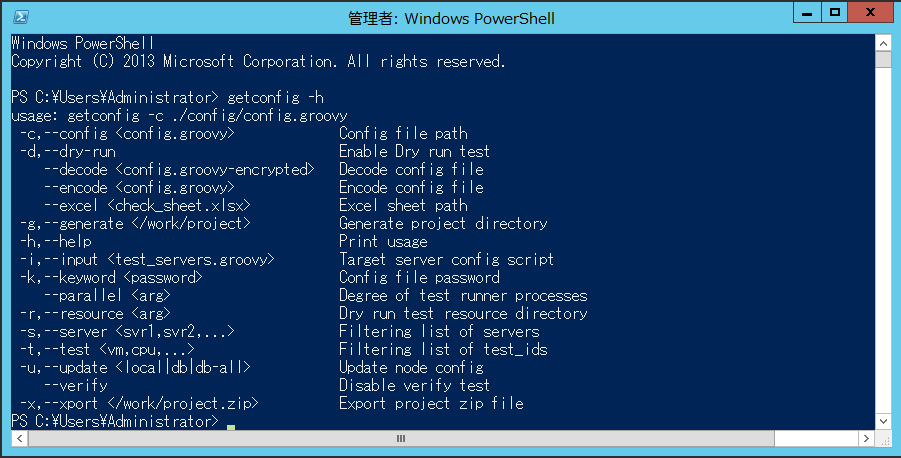 管理者: Windows PowerShell
Windows PowerShell
Copyright (C) 2013 Microsoft Corporation. All rights reserved.
PS C:¥Users¥Administrator> getconfig -h
usage: getconfig -c ./config/config.groovy
 -c,--config <config.groovy>            Config file path
 -d,--dry-run                           Enable Dry run test
    --decode <config.groovy-encrypted>   Decode config file
    --encode <config.groovy>            Encode config file
    --excel <check_sheet.xlsx>          Excel sheet path
 -g,--generate </work/project>          Generate project directory
 -h,--help                              Print usage
 -i,--input <test_servers.groovy>       Target server config script
 -k,--keyword <password>                Config file password
    --parallel <arg>                    Degree of test runner processes
 -r,--resource <arg>                    Dry run test resource directory
 -s,--server <svr1,svr2,...>            Filtering list of servers
 -t,--test <vm,cpu,...>                 Filtering list of test_ids
 -u,--update <local|db|db-all>          Update node config
    --verify                            Disable verify test
 -x,--xport </work/project.zip>         Export project zip file
PS C:¥Users¥Administrator>